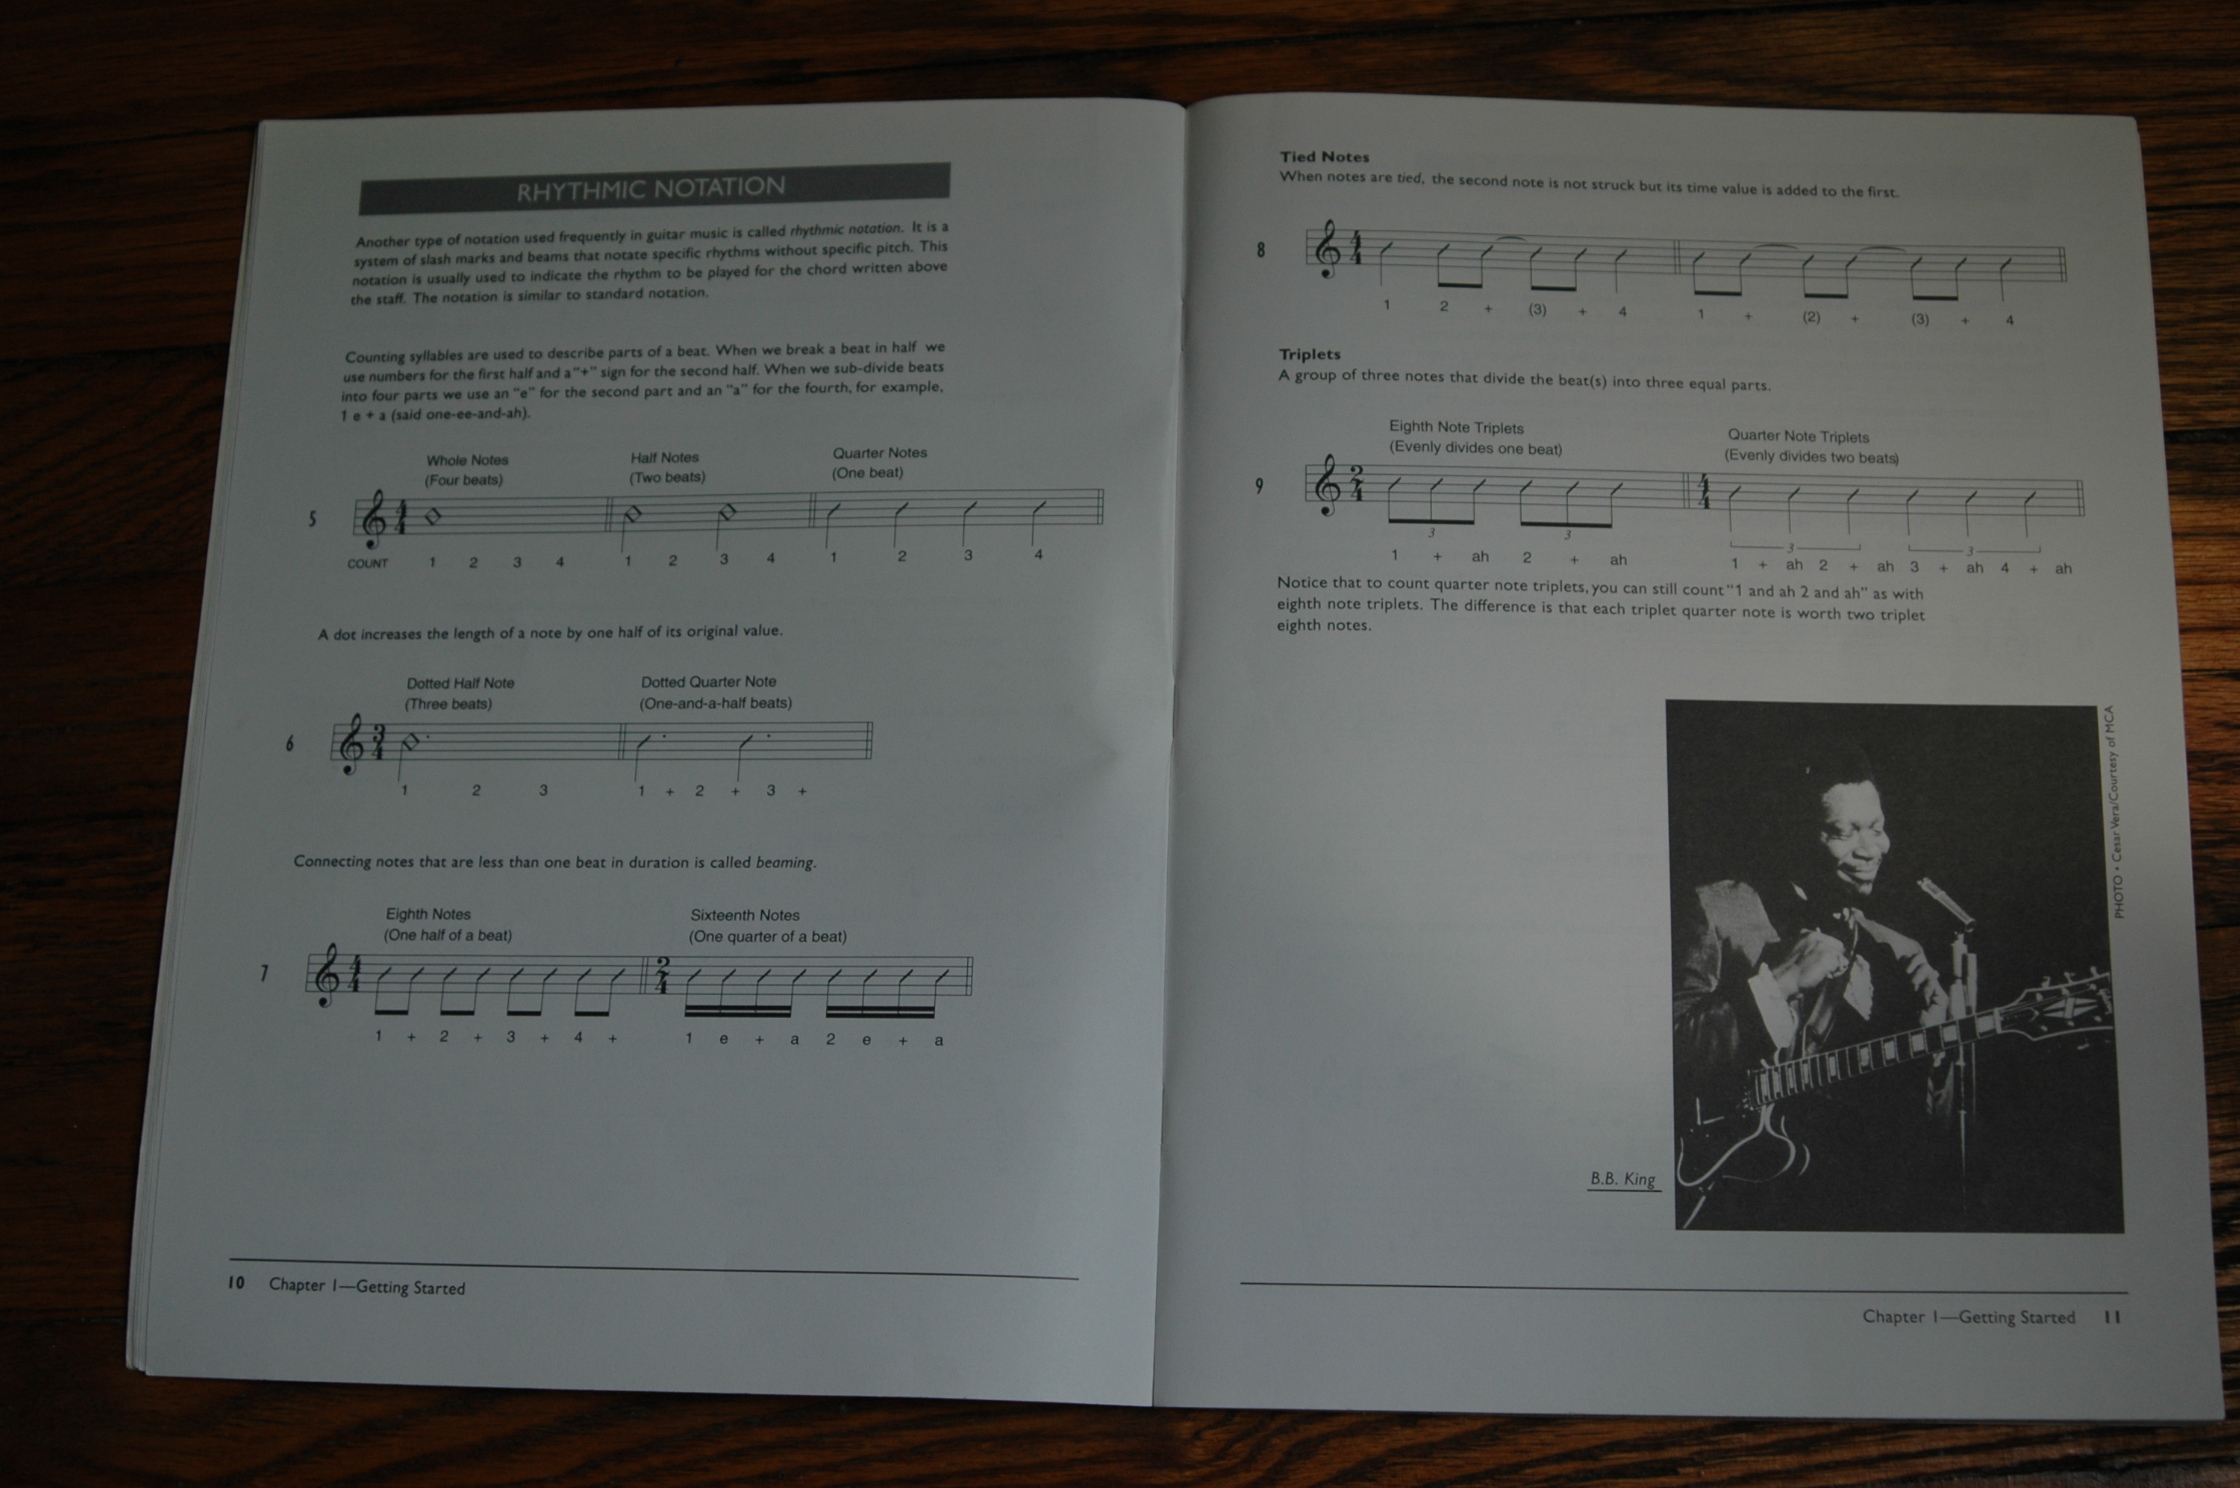 RHYTHMIC NOTATION
Another type of notation used frequently in guitar music is called rhythmic notation. It is a
system of slash marks and beams that notate specific rhythms without specific pitch. This
notation is usually used to indicate the rhythm to be played for the chord written above
the staff. The notation is similar to standard notation.
Counting syllables are used to describe parts of a beat. When we break a beat in half we
use numbers for the first half and a "+" sign for the second half. When we sub-divide beats
into four parts we use an "e" for the second part and an "a" for the fourth, for example,
1 e + a (said one-ee-and-ah).
Whole Notes Half Notes Quarter Notes
(Four beats) (Two beats) (One beat)
5 4 4
COUNT 1 2 3 4 1 2 3 4 1 2 3 4
A dot increases the length of a note by one half of its original value.
Dotted Half Note Dotted Quarter Note
(Three beats) (One-and-a-half beats)
6 3 4
1 2 3 1 + 2 + 3 +
Connecting notes that are less than one beat in duration is called beaming.
Eighth Notes Sixteenth Notes
(One half of a beat) (One quarter of a beat)
7 4 4 2 4
1 + 2 + 3 + 4 + 1 e + a 2 e + a
10 Chapter 1—Getting Started
Tied Notes
When notes are tied, the second note is not struck but its time value is added to the first.
8 4 4
1 2 + (3) + 4 1 + (2) + (3) + 4
Triplets
A group of three notes that divide the beat(s) into three equal parts.
Eighth Note Triplets Quarter Note Triplets
(Evenly divides one beat) (Evenly divides two beats)
9 2 4 4 4
3 3 3 3
1 + ah 2 + ah 1 + ah 2 + ah 3 + ah 4 + ah
Notice that to count quarter note triplets, you can still count "1 and ah 2 and ah" as with
eighth note triplets. The difference is that each triplet quarter note is worth two triplet
eighth notes.
PHOTO • Cesar Vera/Courtesy of MCA
B.B. King
Chapter 1—Getting Started 11